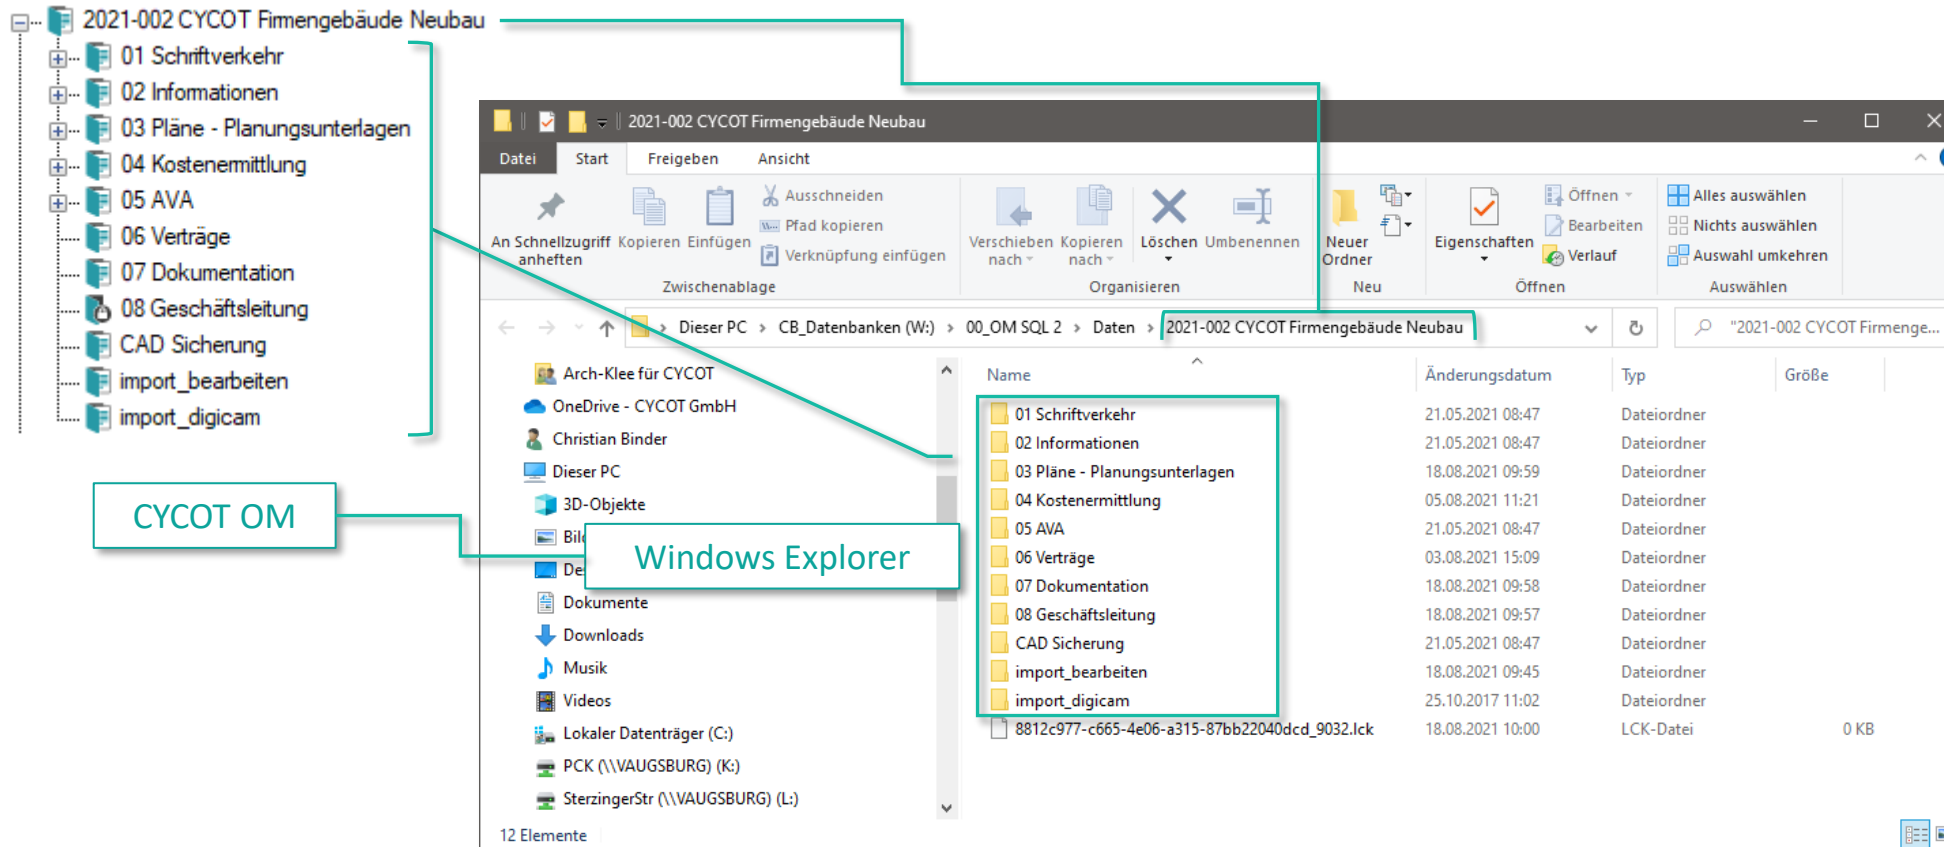 2021-002 CYCOT Firmengebäude Neubau
01 Schriftverkehr
02 Informationen
03 Pläne - Planungsunterlagen
04 Kostenermittlung
05 AVA
06 Verträge
07 Dokumentation
08 Geschäftsleitung
CAD Sicherung
import_bearbeiten
import_digicam
CYCOT OM
Windows Explorer
2021-002 CYCOT Firmengebäude Neubau
Datei Start Freigeben Ansicht
An Schnellzugriff anheften
Kopieren
Einfügen
Ausschneiden
Pfad kopieren
Verknüpfung einfügen
Zwischenablage
Verschieben nach
Kopieren nach
Löschen
Umbenennen
Organisieren
Neuer Ordner
Neu
Eigenschaften
Öffnen
Bearbeiten
Verlauf
Öffnen
Alles auswählen
Nichts auswählen
Auswahl umkehren
Auswählen
Dieser PC > CB_Datenbanken (W:) > 00_OM SQL 2 > Daten > 2021-002 CYCOT Firmengebäude Neubau
"2021-002 CYCOT Firmenge...
Arch-Klee für CYCOT
OneDrive - CYCOT GmbH
Christian Binder
Dieser PC
3D-Objekte
Dokumente
Downloads
Musik
Videos
Lokaler Datenträger (C:)
PCK (\\VAUGSBURG) (K:)
SterzingerStr (\\VAUGSBURG) (L:)
Name Änderungsdatum Typ Größe
01 Schriftverkehr 21.05.2021 08:47 Dateiordner
02 Informationen 21.05.2021 08:47 Dateiordner
03 Pläne - Planungsunterlagen 18.08.2021 09:59 Dateiordner
04 Kostenermittlung 05.08.2021 11:21 Dateiordner
05 AVA 21.05.2021 08:47 Dateiordner
06 Verträge 03.08.2021 15:09 Dateiordner
07 Dokumentation 18.08.2021 09:58 Dateiordner
08 Geschäftsleitung 18.08.2021 09:57 Dateiordner
CAD Sicherung 21.05.2021 08:47 Dateiordner
import_bearbeiten 18.08.2021 09:45 Dateiordner
import_digicam 25.10.2017 11:02 Dateiordner
8812c977-c665-4e06-a315-87bb22040dcd_9032.lck 18.08.2021 10:00 LCK-Datei 0 KB
12 Elemente